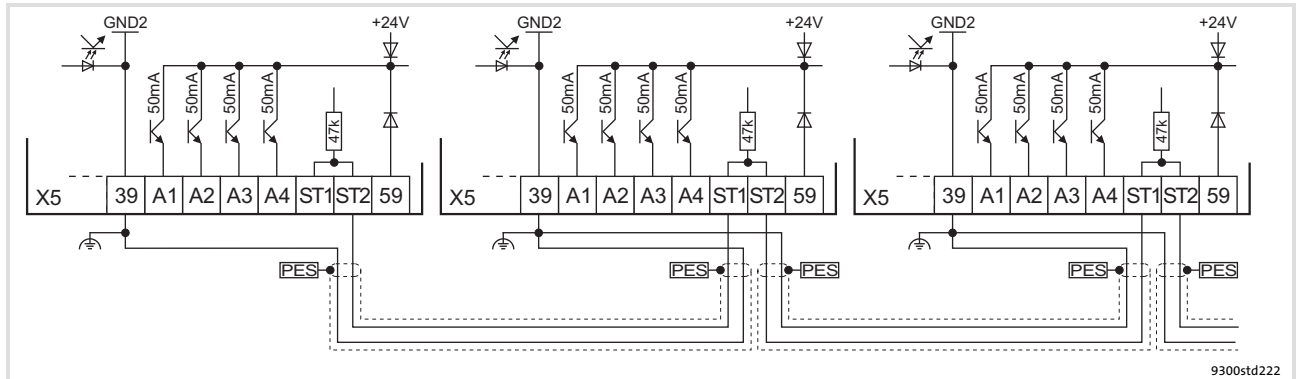 GND2 +24V GND2 +24V GND2 +24V
50mA 50mA 50mA 50mA 50mA 50mA 50mA 50mA 50mA 50mA 50mA 50mA
47k 47k 47k
X5 39 A1 A2 A3 A4 ST1 ST2 59 X5 39 A1 A2 A3 A4 ST1 ST2 59 X5 39 A1 A2 A3 A4 ST1 ST2 59
PES PES PES PES PES
9300std222